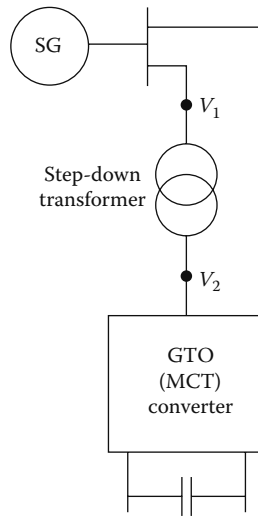 SG
V1
Step-down
transformer
V2
GTO
(MCT)
converter